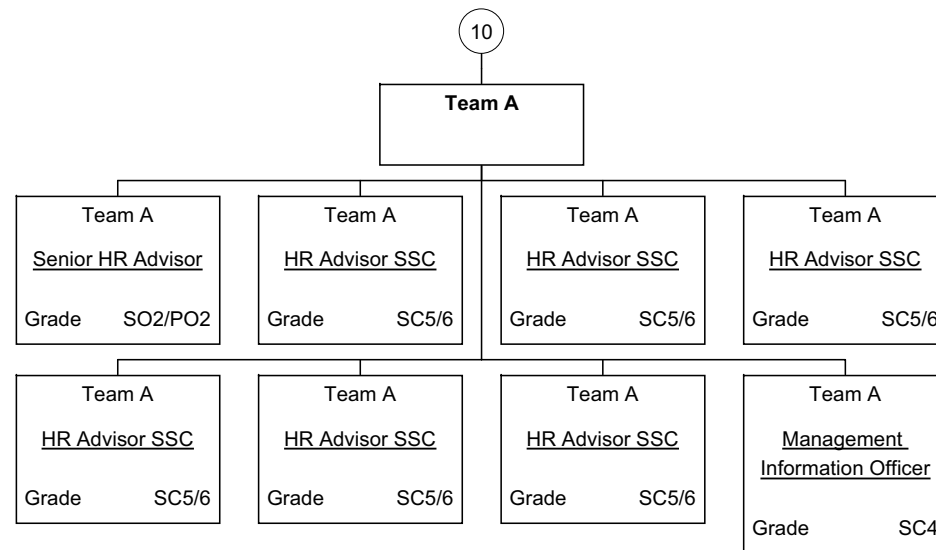 10
Team A
Team A
Senior HR Advisor
Grade SO2/PO2
Team A
HR Advisor SSC
Grade SC5/6
Team A
HR Advisor SSC
Grade SC5/6
Team A
HR Advisor SSC
Grade SC5/6
Team A
HR Advisor SSC
Grade SC5/6
Team A
HR Advisor SSC
Grade SC5/6
Team A
HR Advisor SSC
Grade SC5/6
Team A
Management
Information Officer
Grade SC4